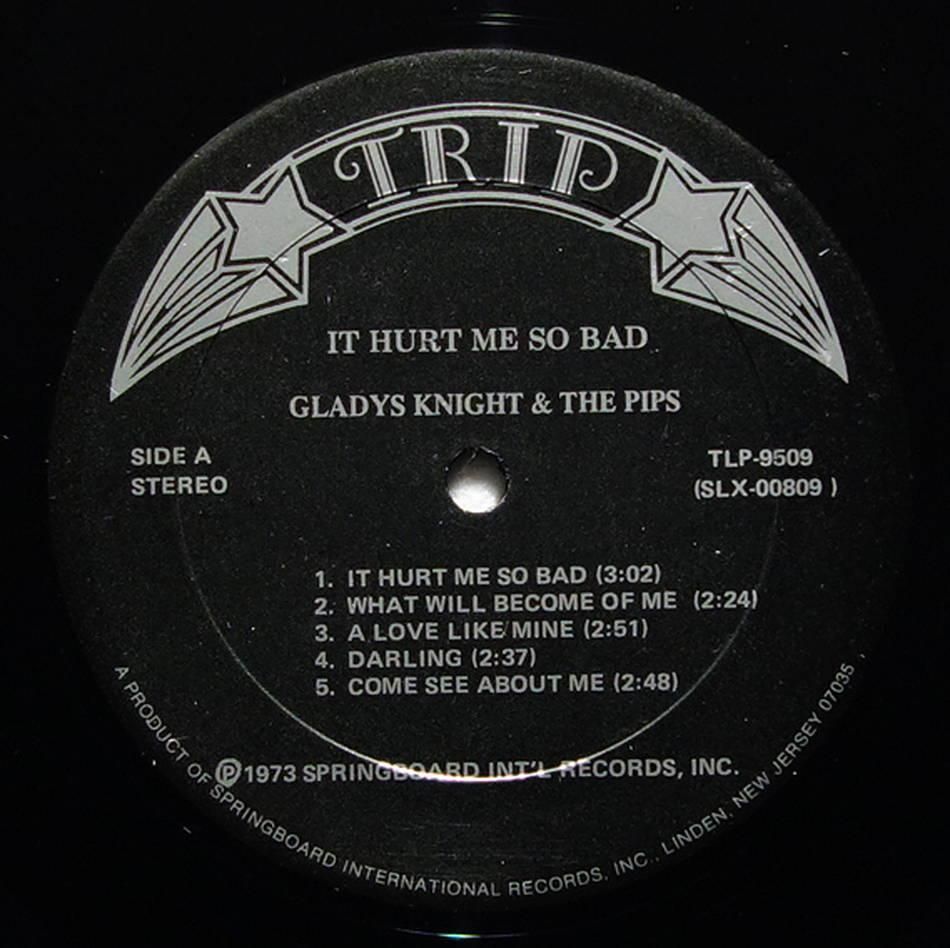 TRIP
IT HURT ME SO BAD
GLADYS KNIGHT & THE PIPS
SIDE A
STEREO
TLP-9509
(SLX-00809 )
1. IT HURT ME SO BAD (3:02)
2. WHAT WILL BECOME OF ME (2:24)
3. A LOVE LIKE MINE (2:51)
4. DARLING (2:37)
5. COME SEE ABOUT ME (2:48)
℗1973 SPRINGBOARD INT'L RECORDS, INC.
A PRODUCT OF SPRINGBOARD INTERNATIONAL RECORDS, INC., LINDEN, NEW JERSEY 07035